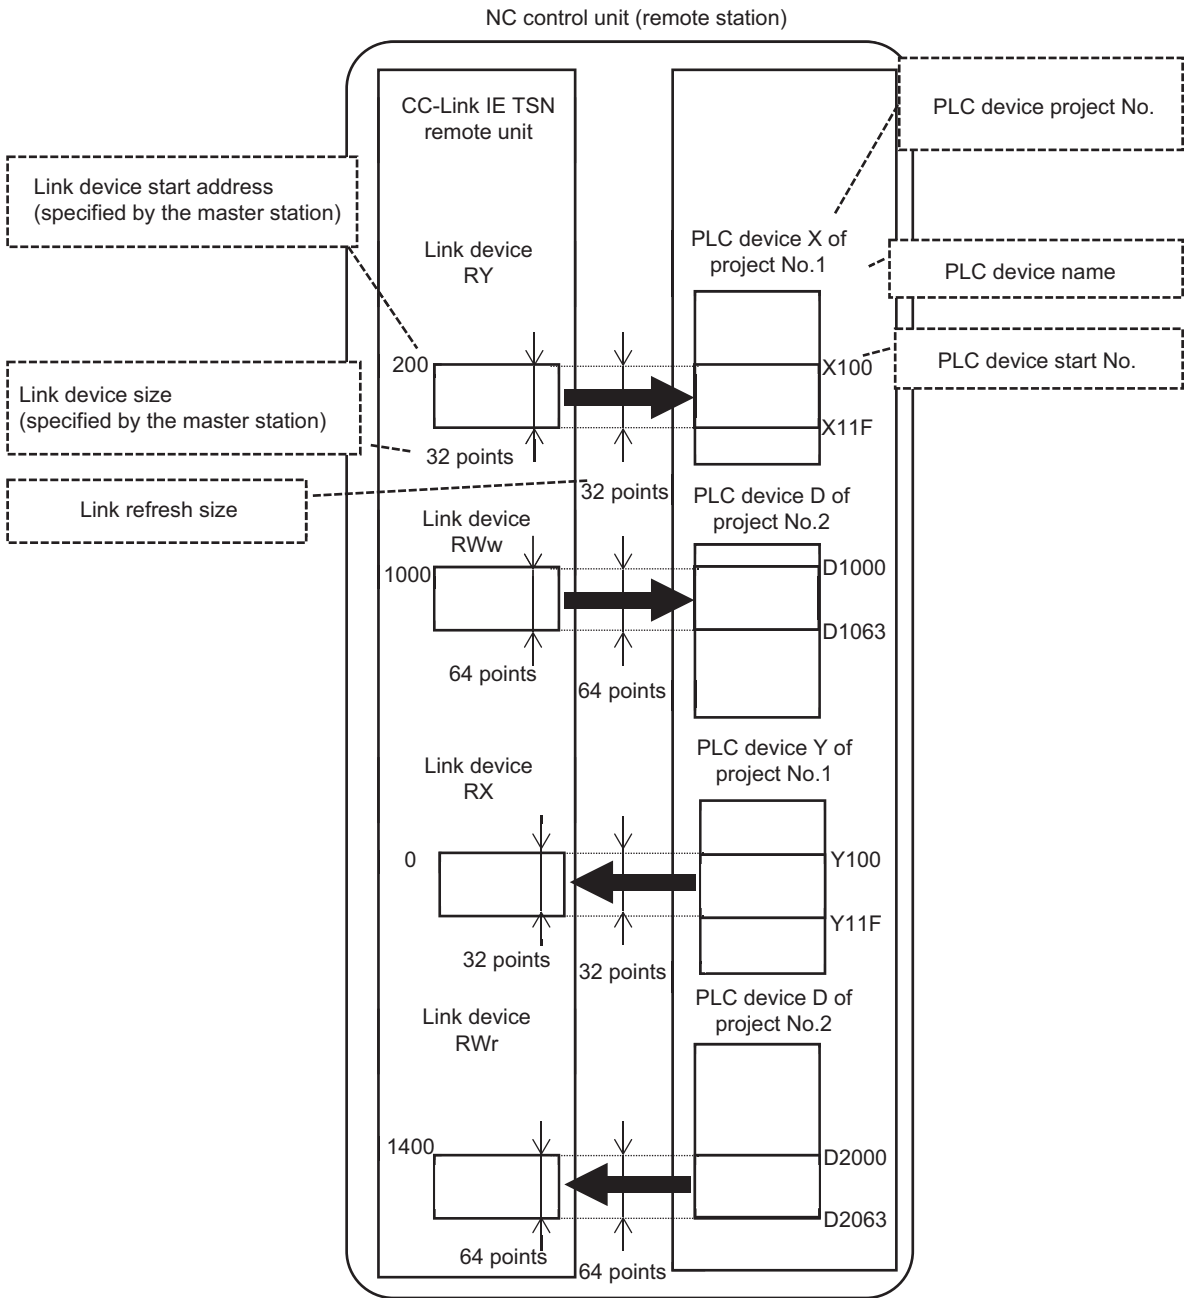 NC control unit (remote station)
CC-Link IE TSN
remote unit
PLC device project No.
Link device start address
(specified by the master station)
Link device
RY
PLC device X of
project No.1
PLC device name
200
X100
PLC device start No.
Link device size
(specified by the master station)
X11F
32 points
32 points
Link refresh size
Link device
RWw
PLC device D of
project No.2
1000
D1000
D1063
64 points
64 points
Link device
RX
PLC device Y of
project No.1
0
Y100
Y11F
32 points
32 points
Link device
RWr
PLC device D of
project No.2
1400
D2000
D2063
64 points
64 points